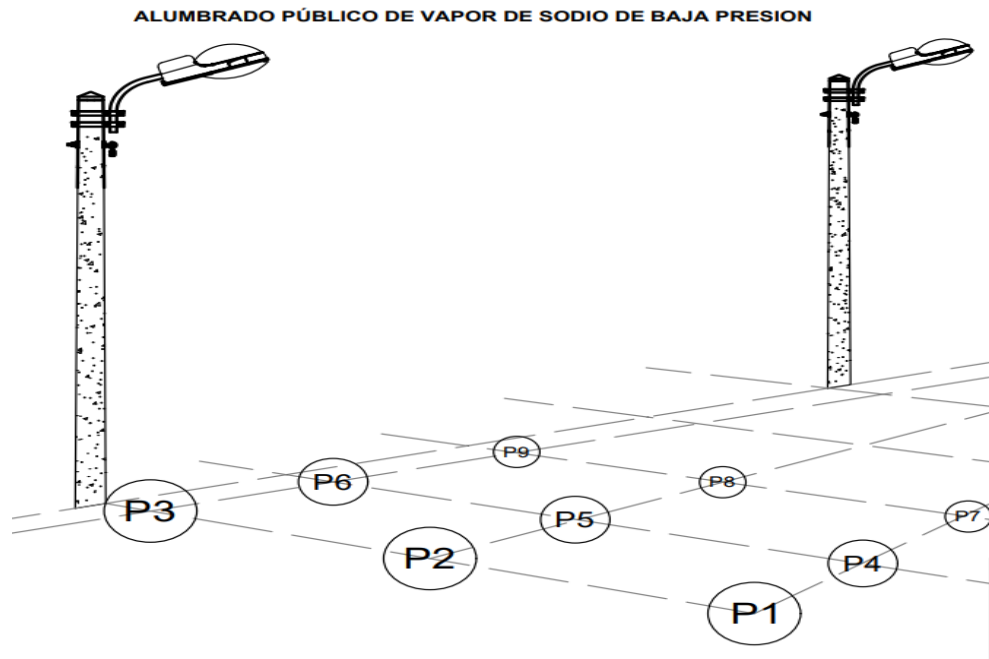 ALUMBRADO PÚBLICO DE VAPOR DE SODIO DE BAJA PRESION
P9
P6
P8
P3
P5
P7
P2
P4
P1